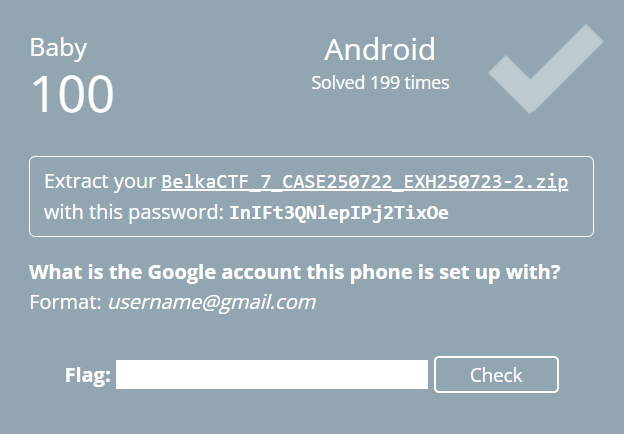 Baby
100
Android
Solved 199 times
Extract your BelkaCTF_7_CASE250722_EXH250723-2.zip
with this password: InIFt3QNlepIPj2TixOe
What is the Google account this phone is set up with?
Format: username@gmail.com
Flag:
Check